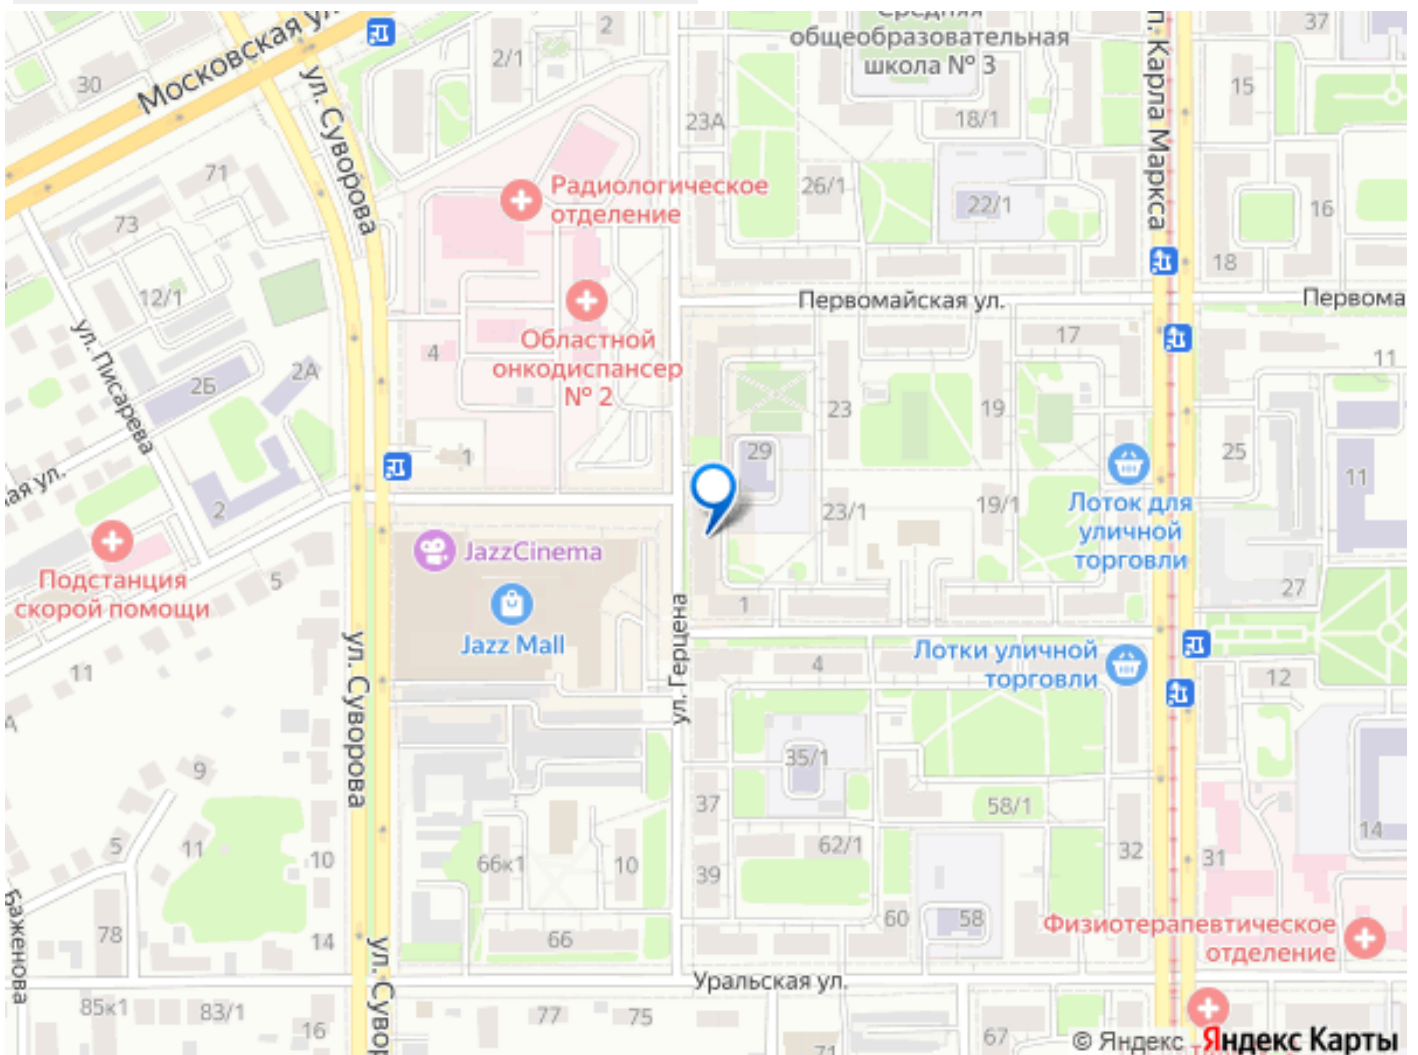 Средняя
общеобразовательная
школа № 3
37
2
2/1
30
Московская ул.
ул. Суворова
пр. Карла Маркса
15
23А
18/1
71
Радиологическое
отделение
26/1
22/1
16
73
18
12/1
Первомайская ул.
Первома
ул. Писарева
Областной
онкодиспансер
№ 2
4
17
11
2Б
2А
23
19
29
25
1
11
ая ул.
2
23/1
19/1
Лоток для
уличной
торговли
JazzCinema
Подстанция
скорой помощи
5
27
1
Jazz Mall
ул. Герцена
ул. Суворова
4
Лотки уличной
торговли
11
12
А
9
35/1
37
58/1
14
5
11
10
66к1
10
62/1
32
31
39
Баженова
78
14
66
60
58
Физиотерапевтическое
отделение
ул. Суворо
Уральская ул.
85к1
83/1
16
77
75
71
67
© Яндекс Яндекс Карты